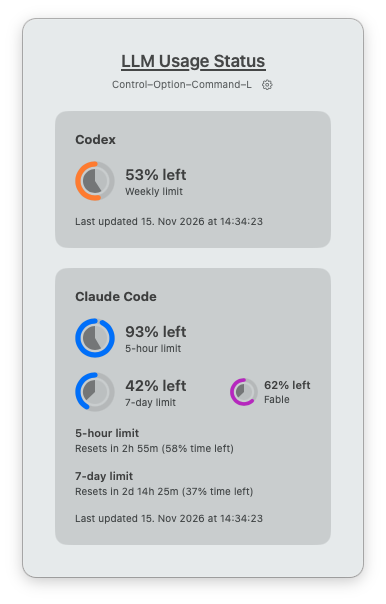 LLM Usage Status
Control–Option–Command–L
Codex
53% left
Weekly limit
Last updated 15. Nov 2026 at 14:34:23
Claude Code
93% left
5-hour limit
42% left
7-day limit
62% left
Fable
5-hour limit
Resets in 2h 55m (58% time left)
7-day limit
Resets in 2d 14h 25m (37% time left)
Last updated 15. Nov 2026 at 14:34:23